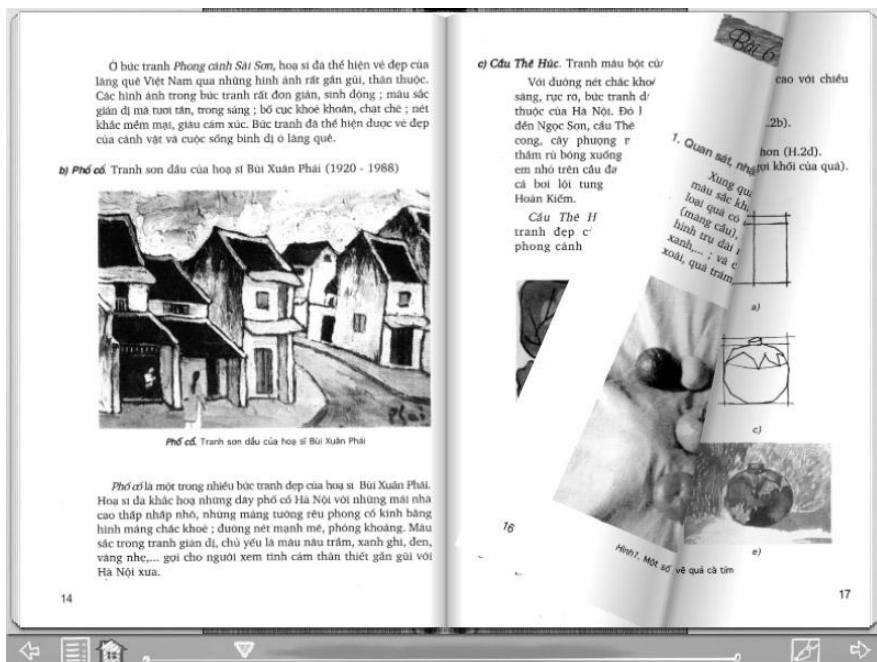 Ở bức tranh Phong cảnh Sài Sơn, hoạ sĩ đã thể hiện vẻ đẹp của
làng quê Việt Nam qua những hình ảnh rất gần gũi, thân thuộc.
Các hình ảnh trong bức tranh rất đơn giản, sinh động ; màu sắc
giản dị mà tươi tắn, trong sáng ; bố cục khoẻ khoắn, chặt chẽ ; nét
khắc mềm mại, giàu cảm xúc. Bức tranh đã thể hiện được vẻ đẹp
của cảnh vật và cuộc sống bình dị ở làng quê.
b) Phố cổ. Tranh sơn dầu của hoạ sĩ Bùi Xuân Phái (1920 - 1988)
Phái
Phố cổ. Tranh sơn dầu của hoạ sĩ Bùi Xuân Phái
Phố cổ là một trong nhiều bức tranh đẹp của hoạ sĩ Bùi Xuân Phái.
Hoạ sĩ đã khắc hoạ những dãy phố cổ Hà Nội với những mái nhà
cao thấp nhấp nhô, những mảng tường rêu phong cổ kính bằng
hình mảng chắc khoẻ ; đường nét mạnh mẽ, phóng khoáng. Màu
sắc trong tranh giản dị, chủ yếu là màu nâu trầm, xanh ghi, đen,
vàng nhẹ,... gợi cho người xem tình cảm thân thiết gần gũi với
Hà Nội xưa.
14
c) Cầu Thê Húc. Tranh màu bột của
Với đường nét chắc khoẻ
sáng, rực rỡ, bức tranh
thuộc của Hà Nội. Đó
đền Ngọc Sơn, cầu Thê
cong, cây phượng
thắm rủ bóng xuống
em nhỏ trên cầu
cá bơi lội tung
Hoàn Kiếm.
Cầu Thê H
tranh đẹp
phong cảnh
16
Bài 6
1. Quan sát, nhậ
Xung qua
màu sắc kh
loại quả có
(mãng cầu),
hình trụ dài
xanh,... ; và c
xoài, quả trám
Hình 1. Một số
cao với chiều
.2b).
hơn (H.2d).
gợi khối của quả).
a)
c)
e)
vẽ quả cà tím
17